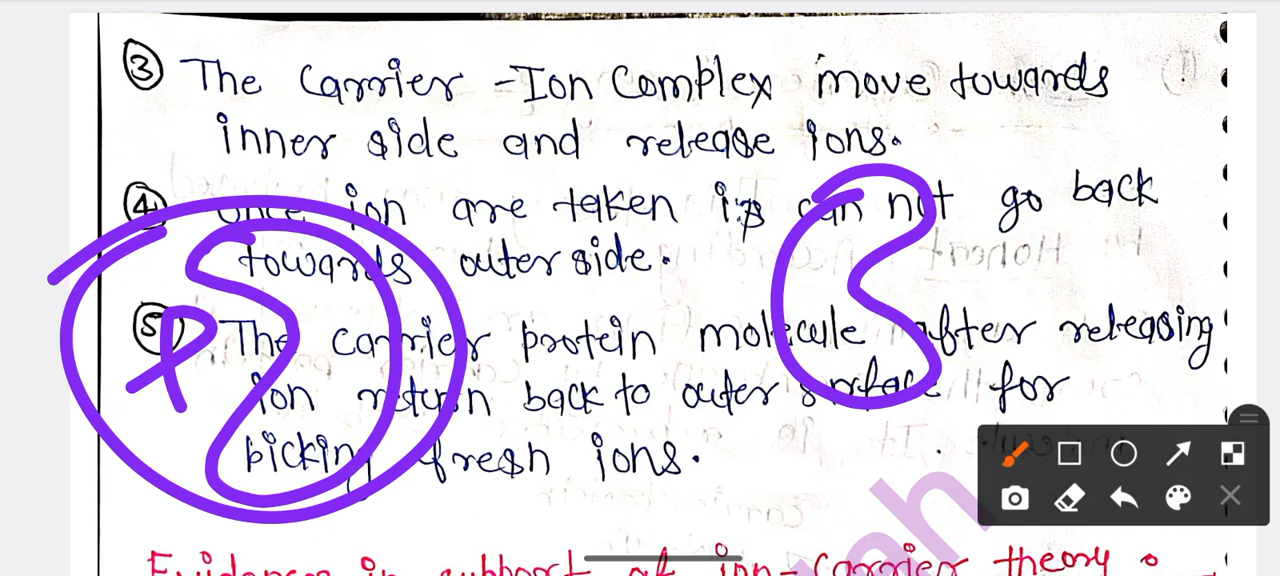 ③ The Carrier - Ion Complex move towards
inner side and release ions.
④ Once ion are taken it can not go back
towards outer side.
⑤ The carrier protein molecule after releasing
ion return back to outer surface for
picking fresh ions.
Evidences in support of ion-Carrier theory